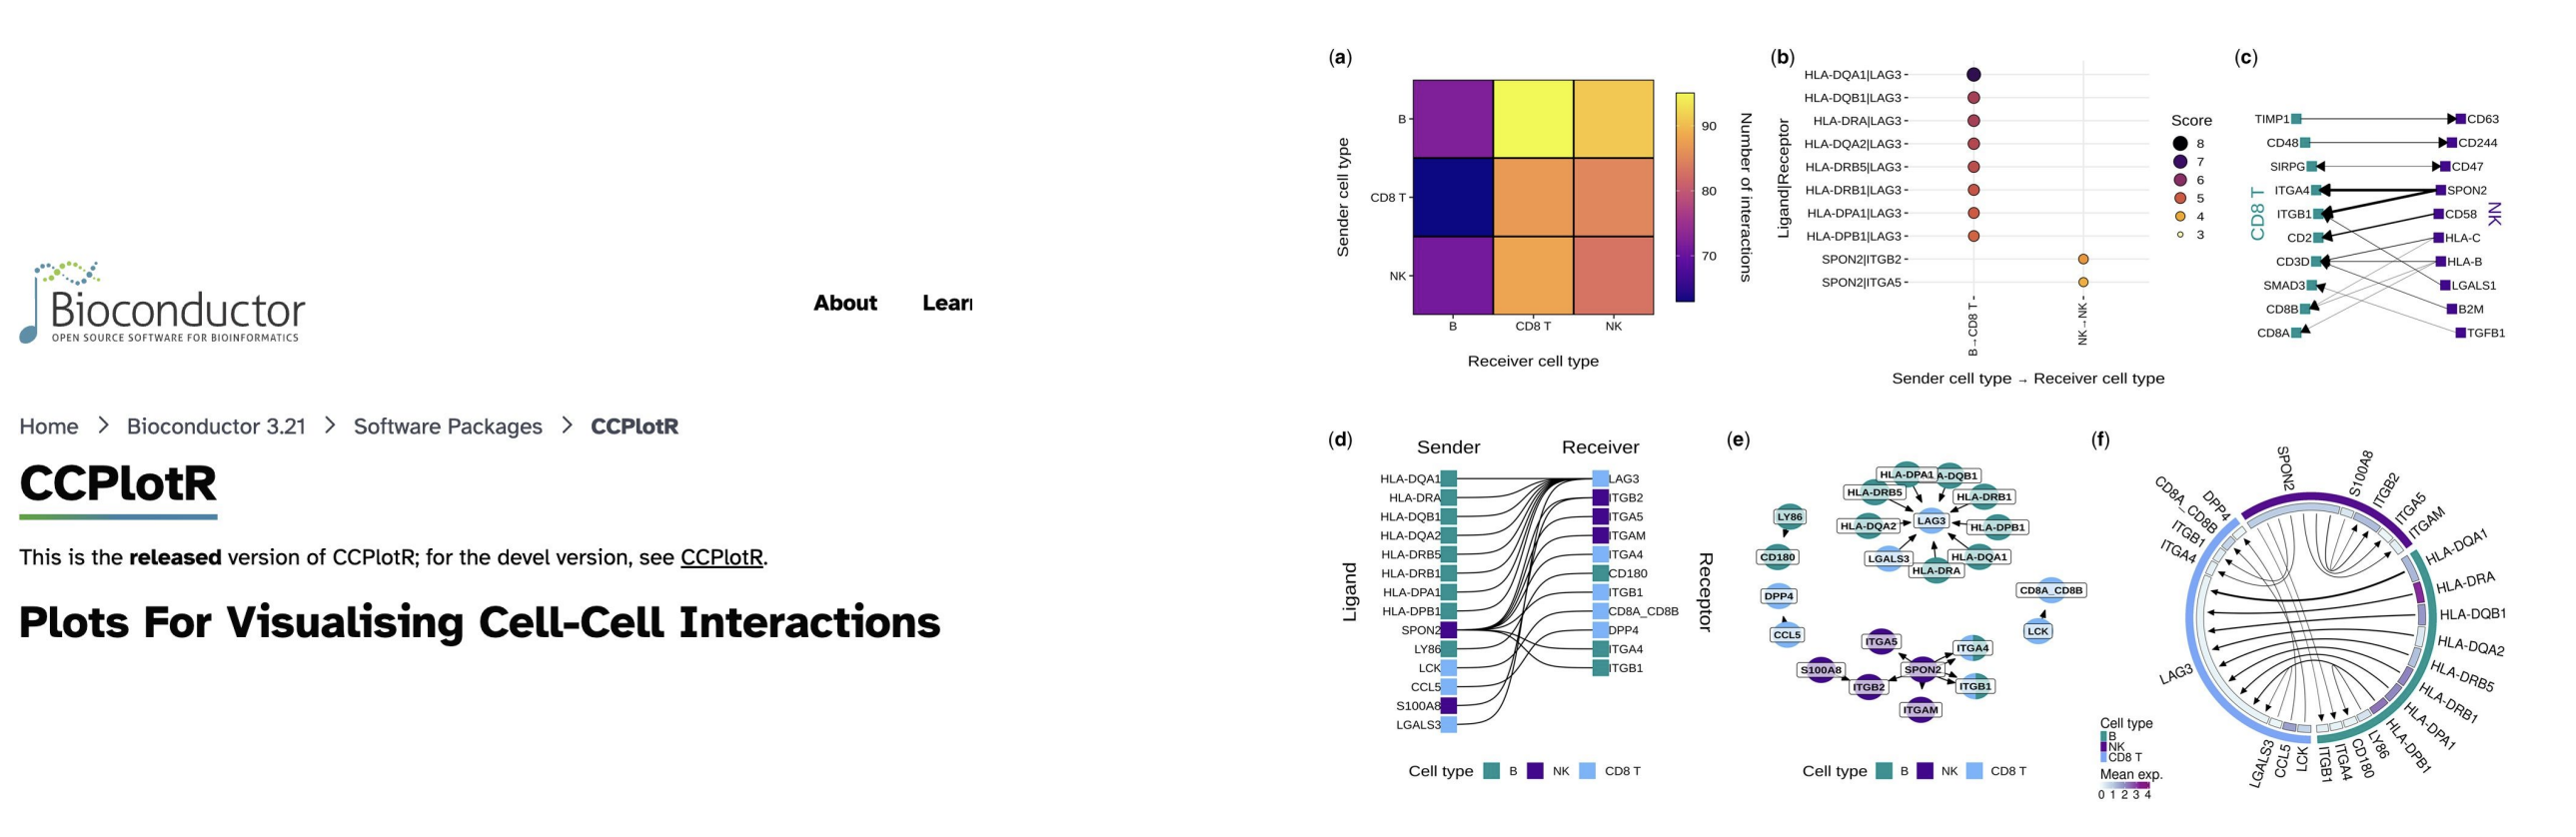 Bioconductor
OPEN SOURCE SOFTWARE FOR BIOINFORMATICS
About Lear
Home > Bioconductor 3.21 > Software Packages > CCPlotR
CCPlotR
This is the released version of CCPlotR; for the devel version, see CCPlotR.
Plots For Visualising Cell-Cell Interactions
(a)
Sender cell type
B
CD8 T
NK
B CD8 T NK
Receiver cell type
90
80
70
Number of interactions
(b)
Ligand|Receptor
HLA-DQA1|LAG3
HLA-DQB1|LAG3
HLA-DRA|LAG3
HLA-DQA2|LAG3
HLA-DRB5|LAG3
HLA-DRB1|LAG3
HLA-DPA1|LAG3
HLA-DPB1|LAG3
SPON2|ITGB2
SPON2|ITGA5
B→CD8 T
NK→NK
Sender cell type → Receiver cell type
Score
8
7
6
5
4
3
(c)
CD8 T
NK
TIMP1 CD63
CD48 CD244
SIRPG CD47
ITGA4 SPON2
ITGB1 CD58
CD2 HLA-C
CD3D HLA-B
SMAD3 LGALS1
CD8B B2M
CD8A TGFB1
(d)
Sender Receiver
Ligand
Receptor
HLA-DQA1 LAG3
HLA-DRA ITGB2
HLA-DQB1 ITGA5
HLA-DQA2 ITGAM
HLA-DRB5 ITGA4
HLA-DRB1 CD180
HLA-DPA1 ITGB1
HLA-DPB1 CD8A_CD8B
SPON2 DPP4
LY86 ITGA4
LCK ITGB1
CCL5
S100A8
LGALS3
Cell type B NK CD8 T
(e)
HLA-DPA1 A-DQB1
HLA-DRB5 HLA-DRB1
LY86 LAG3
HLA-DQA2 HLA-DPB1
CD180 LGALS3 HLA-DQA1
HLA-DRA
DPP4 CD8A_CD8B
CCL5 LCK
ITGA5 ITGA4
S100A8 SPON2
ITGB2 ITGB1
ITGAM
Cell type B NK CD8 T
(f)
SPON2
S100A8
ITGB2
ITGA5
ITGAM
HLA-DQA1
HLA-DRA
HLA-DQB1
HLA-DQA2
HLA-DRB5
HLA-DRB1
HLA-DPA1
HLA-DPB1
LY86
CD180
ITGA4
ITGB1
LCK
CCL5
LGALS3
LAG3
ITGA4
ITGB1
CD8A_CD8B
DPP4
Cell type
B
NK
CD8 T
Mean exp.
0 1 2 3 4